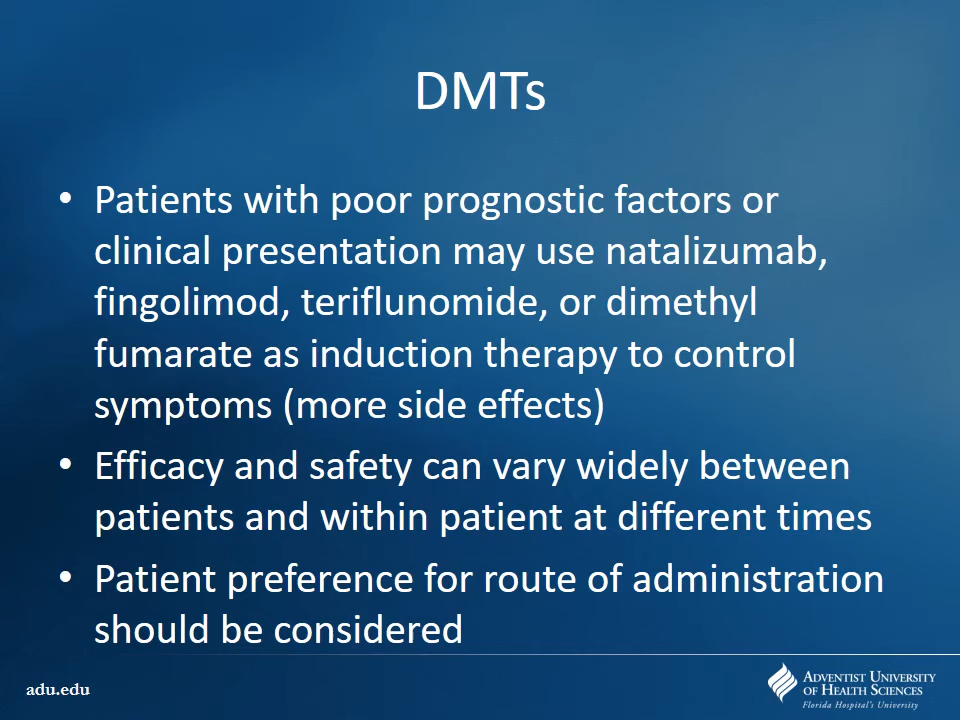 DMTs
• Patients with poor prognostic factors or
clinical presentation may use natalizumab,
fingolimod, teriflunomide, or dimethyl
fumarate as induction therapy to control
symptoms (more side effects)
• Efficacy and safety can vary widely between
patients and within patient at different times
• Patient preference for route of administration
should be considered
adu.edu
ADVENTIST UNIVERSITY
OF HEALTH SCIENCES
Florida Hospital's University